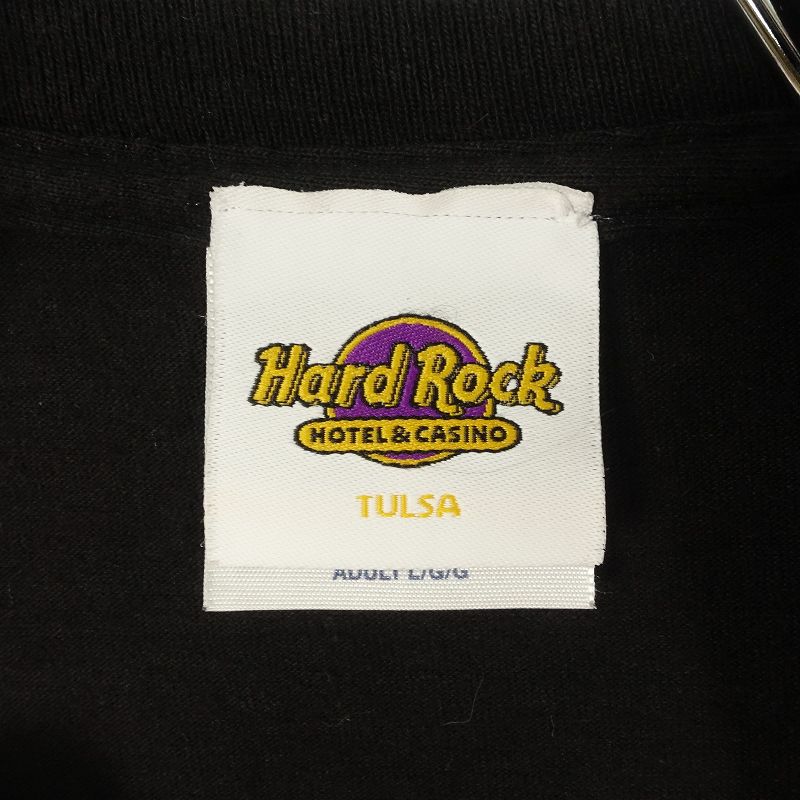 Hard Rock
HOTEL & CASINO
TULSA
ADULT L/G/G